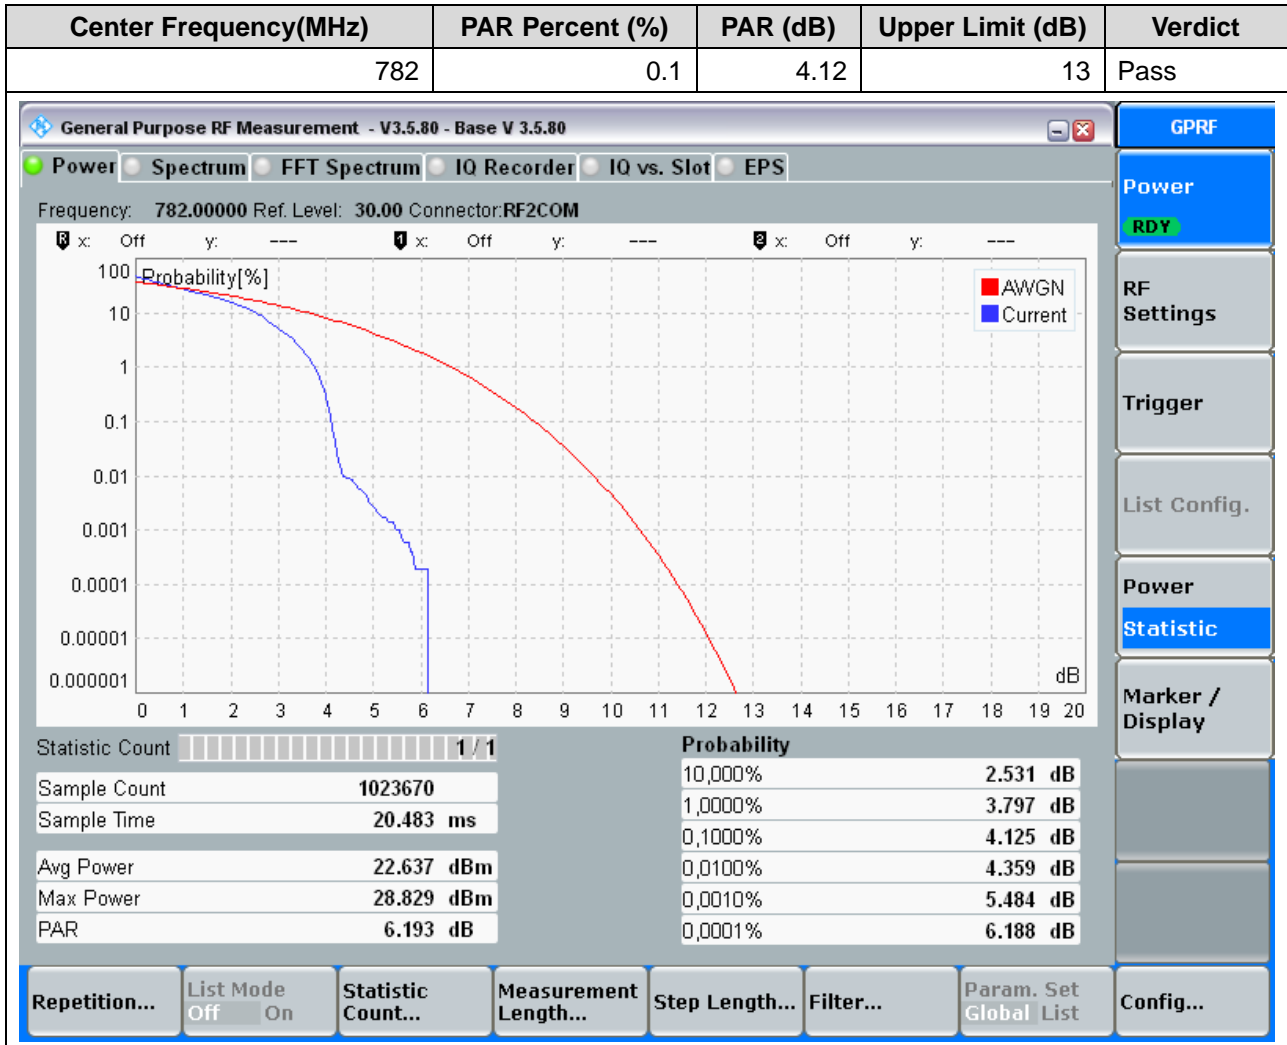 Center Frequency(MHz) PAR Percent (%) PAR (dB) Upper Limit (dB) Verdict
782 0.1 4.12 13 Pass
General Purpose RF Measurement - V3.5.80 - Base V 3.5.80
GPRF
Power Spectrum FFT Spectrum IQ Recorder IQ vs. Slot EPS
Frequency: 782.00000 Ref. Level: 30.00 Connector:RF2COM
R x: Off y: --- 1 x: Off y: --- 2 x: Off y: ---
Probability[%]
AWGN
Current
100
10
1
0.1
0.01
0.001
0.0001
0.00001
0.000001
dB
0 1 2 3 4 5 6 7 8 9 10 11 12 13 14 15 16 17 18 19 20
Statistic Count 1 / 1
Sample Count 1023670
Sample Time 20.483 ms
Avg Power 22.637 dBm
Max Power 28.829 dBm
PAR 6.193 dB
Probability
10,000% 2.531 dB
1,0000% 3.797 dB
0,1000% 4.125 dB
0,0100% 4.359 dB
0,0010% 5.484 dB
0,0001% 6.188 dB
Power
RDY
RF
Settings
Trigger
List Config.
Power
Statistic
Marker /
Display
Repetition...
List Mode
Off On
Statistic
Count...
Measurement
Length...
Step Length...
Filter...
Param. Set
Global List
Config...